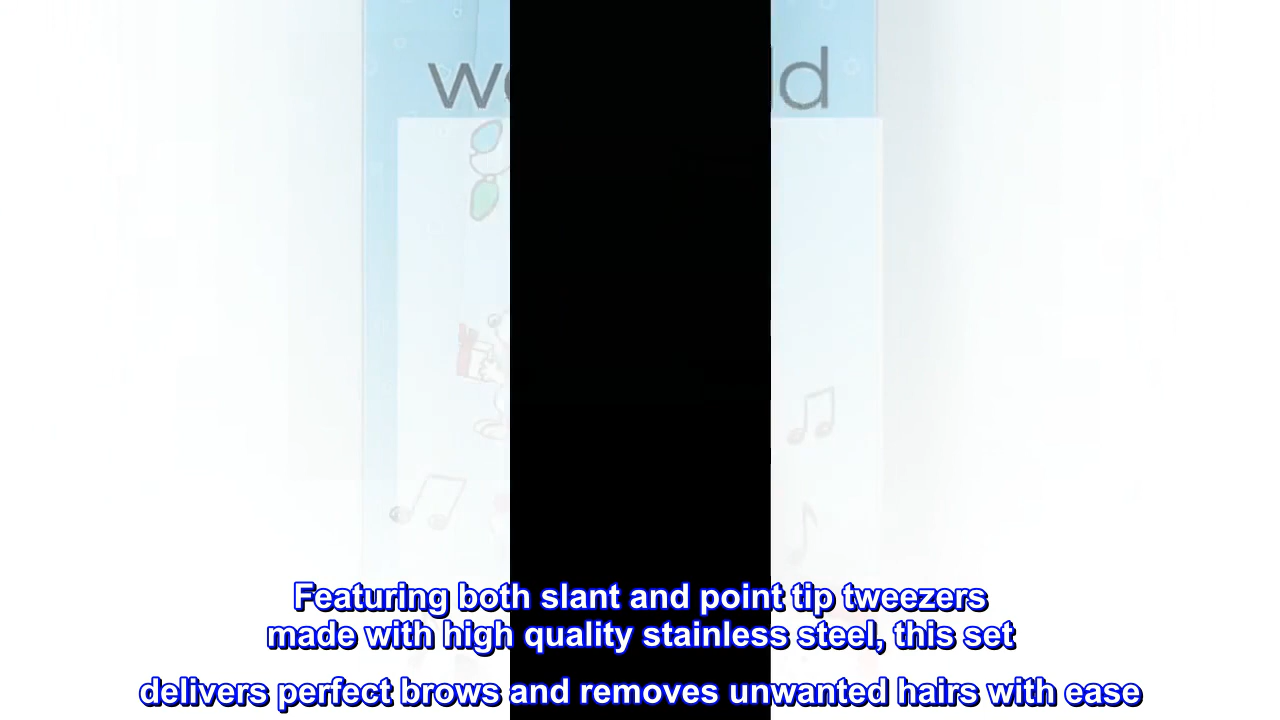 Featuring both slant and point tip tweezers
made with high quality stainless steel, this set
delivers perfect brows and removes unwanted hairs with ease